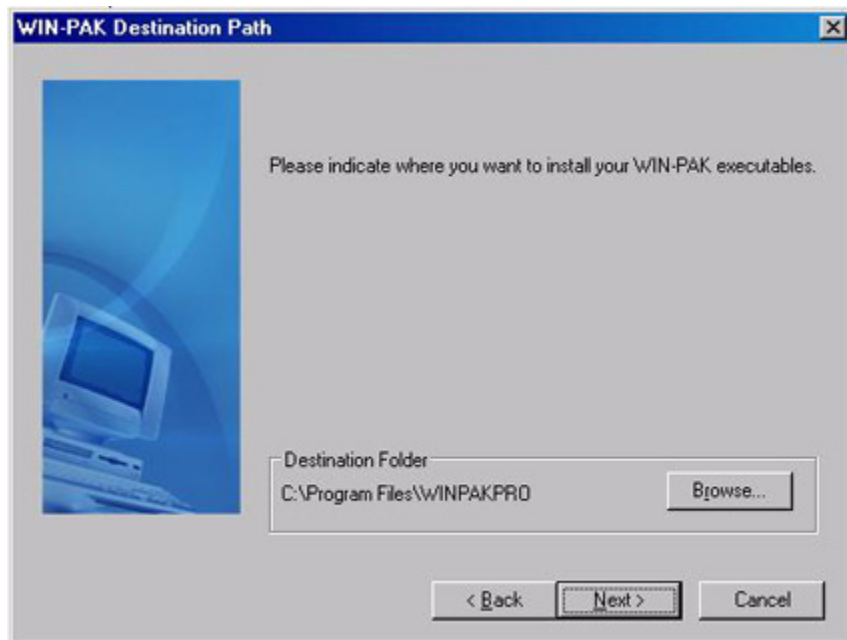 WIN-PAK Destination Path
Please indicate where you want to install your WIN-PAK executables.
Destination Folder
C:\Program Files\WINPAKPRO
Browse...
< Back
Next >
Cancel